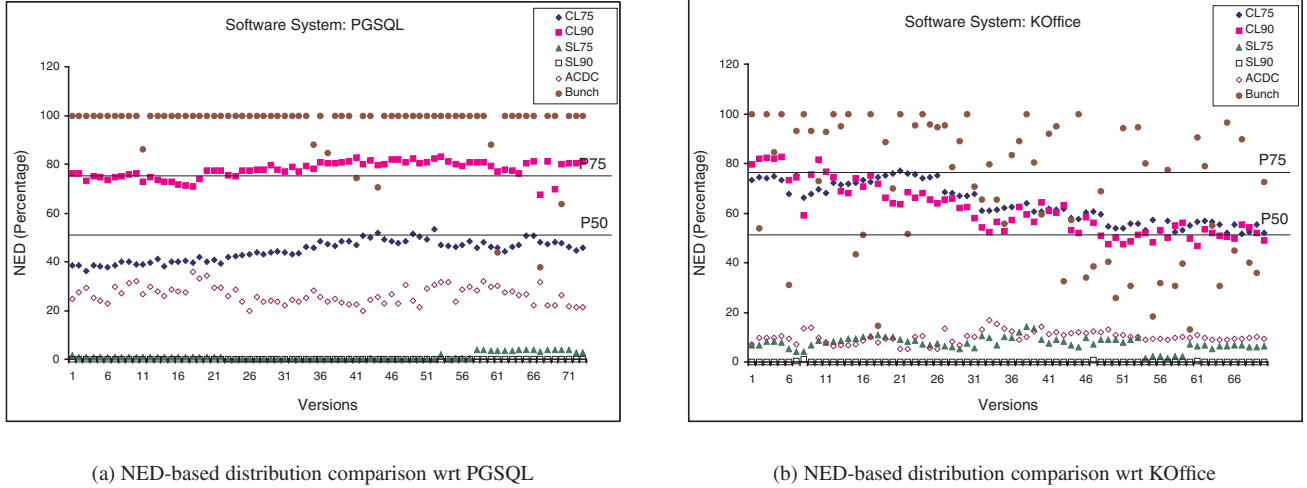 Software System: PGSQL
CL75
CL90
SL75
SL90
ACDC
Bunch
NED (Percentage)
120
100
80
60
40
20
0
P75
P50
1 6 11 16 21 26 31 36 41 46 51 56 61 66 71
Versions
(a) NED-based distribution comparison wrt PGSQL
Software System: KOffice
CL75
CL90
SL75
SL90
ACDC
Bunch
NED (Percentage)
120
100
80
60
40
20
0
P75
P50
1 6 11 16 21 26 31 36 41 46 51 56 61 66
Versions
(b) NED-based distribution comparison wrt KOffice